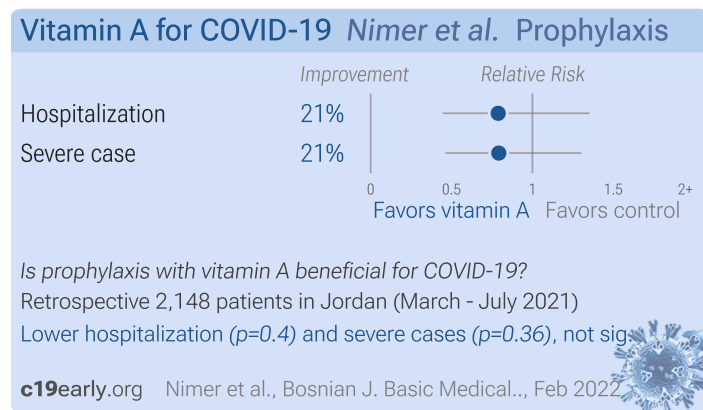 Vitamin A for COVID-19 Nimer et al. Prophylaxis
Improvement Relative Risk
Hospitalization 21%
Severe case 21%
0 0.5 1 1.5 2+
Favors vitamin A Favors control
Is prophylaxis with vitamin A beneficial for COVID-19?
Retrospective 2,148 patients in Jordan (March - July 2021)
Lower hospitalization (p=0.4) and severe cases (p=0.36), not sig.
c19early.org Nimer et al., Bosnian J. Basic Medical.., Feb 2022